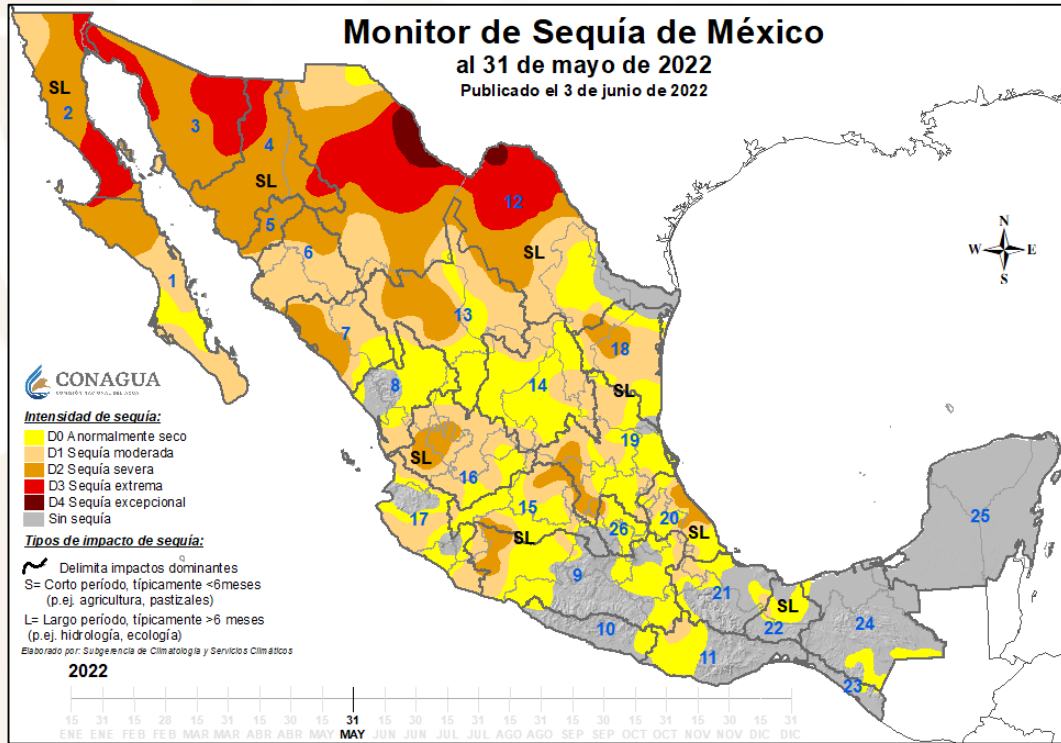 Monitor de Sequía de México
al 31 de mayo de 2022
Publicado el 3 de junio de 2022
SL
2
3
4
SL
12
5
6
SL
1
N
W E
S
7
13
18
8
14
SL
19
SL
16
15
17
SL
26
20
SL
25
9
21
SL
22
24
10
11
23
CONAGUA
COMISIÓN NACIONAL DEL AGUA
Intensidad de sequía:
D0 Anormalmente seco
D1 Sequía moderada
D2 Sequía severa
D3 Sequía extrema
D4 Sequía excepcional
Sin sequía
Tipos de impacto de sequía:
Delimita impactos dominantes
S= Corto período, típicamente <6meses
(p.ej. agricultura, pastizales)
L= Largo período, típicamente >6 meses
(p.ej. hidrología, ecología)
Elaborado por: Subgerencia de Climatología y Servicios Climáticos
2022
15 31 15 28 15 31 15 30 15 31 15 30 15 31 15 31 15 30 15 31 15 30 15 31
ENE ENE FEB FEB MAR MAR ABR ABR MAY MAY JUN JUN JUL JUL AGO AGO SEP SEP OCT OCT NOV NOV DIC DIC